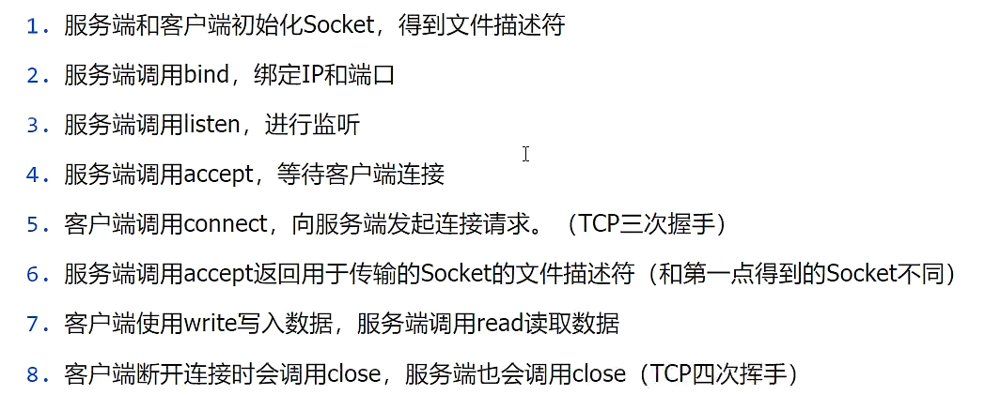 1. 服务端和客户端初始化Socket，得到文件描述符
2. 服务端调用bind，绑定IP和端口
3. 服务端调用listen，进行监听
4. 服务端调用accept，等待客户端连接
5. 客户端调用connect，向服务端发起连接请求。（TCP三次握手）
6. 服务端调用accept返回用于传输的Socket的文件描述符（和第一点得到的Socket不同）
7. 客户端使用write写入数据，服务端调用read读取数据
8. 客户端断开连接时会调用close，服务端也会调用close（TCP四次挥手）